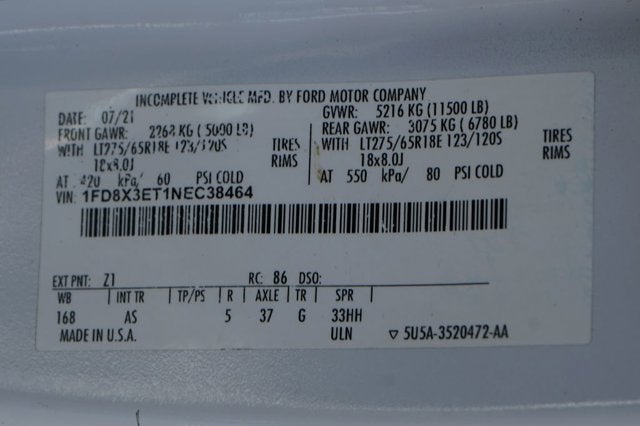 INCOMPLETE VEHICLE MFD. BY FORD MOTOR COMPANY
DATE: 07/21 GVWR: 5216 KG (11500 LB)
FRONT GAWR: 2268 KG ( 5000 LB) REAR GAWR: 3075 KG ( 6780 LB)
WITH LT275/65R18E 123/120S TIRES WITH LT275/65R18E 123/120S TIRES
18x8.0J RIMS 18x8.0J RIMS
AT 420 kPa/ 60 PSI COLD AT 550 kPa/ 80 PSI COLD
VIN: 1FD8X3ET1NEC38464
EXT PNT: Z1 RC: 86 DSO:
WB | INT TR | TP/PS | R | AXLE | TR | SPR |
168 AS 5 37 G 33HH
MADE IN U.S.A. ULN ▽ 5U5A-3520472-AA